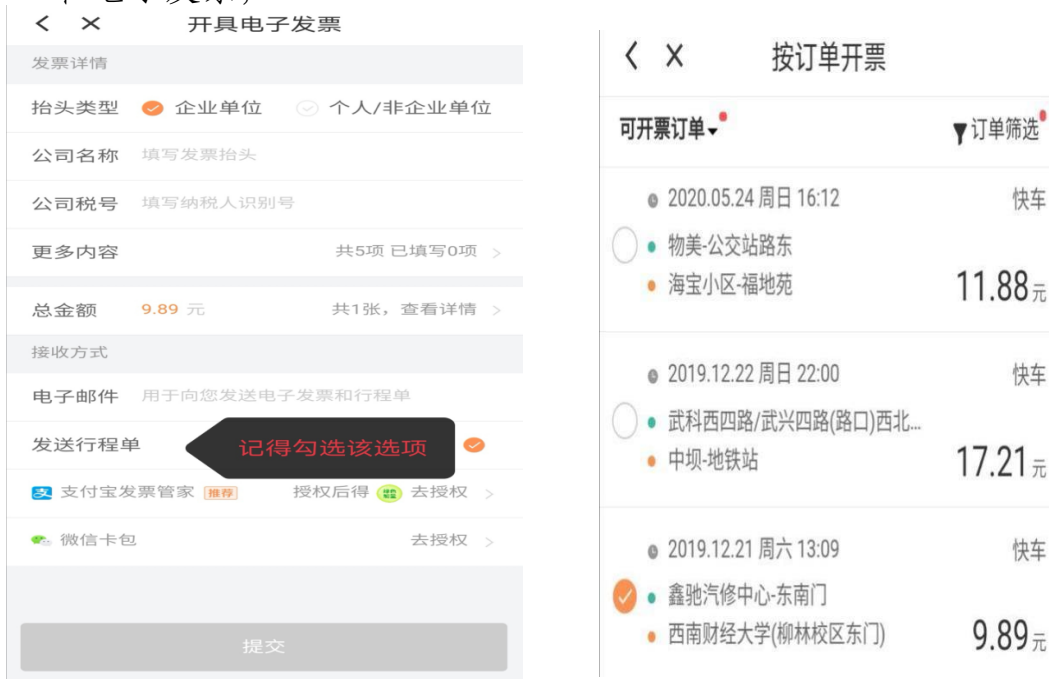 开具电子发票
发票详情
抬头类型 企业单位 个人/非企业单位
公司名称 填写发票抬头
公司税号 填写纳税人识别号
更多内容 共5项 已填写0项 >
总金额 9.89 元 共1张，查看详情 >
接收方式
电子邮件 用于向您发送电子发票和行程单
发送行程单 记得勾选该选项
支 支付宝发票管家 推荐 授权后得 去授权 >
微信卡包 去授权 >
提交
按订单开票
可开票订单 订单筛选
2020.05.24 周日 16:12 快车
物美-公交站路东
海宝小区-福地苑 11.88元
2019.12.22 周日 22:00 快车
武科西四路/武兴四路(路口)西北...
中坝-地铁站 17.21元
2019.12.21 周六 13:09 快车
鑫驰汽修中心-东南门
西南财经大学(柳林校区东门) 9.89元